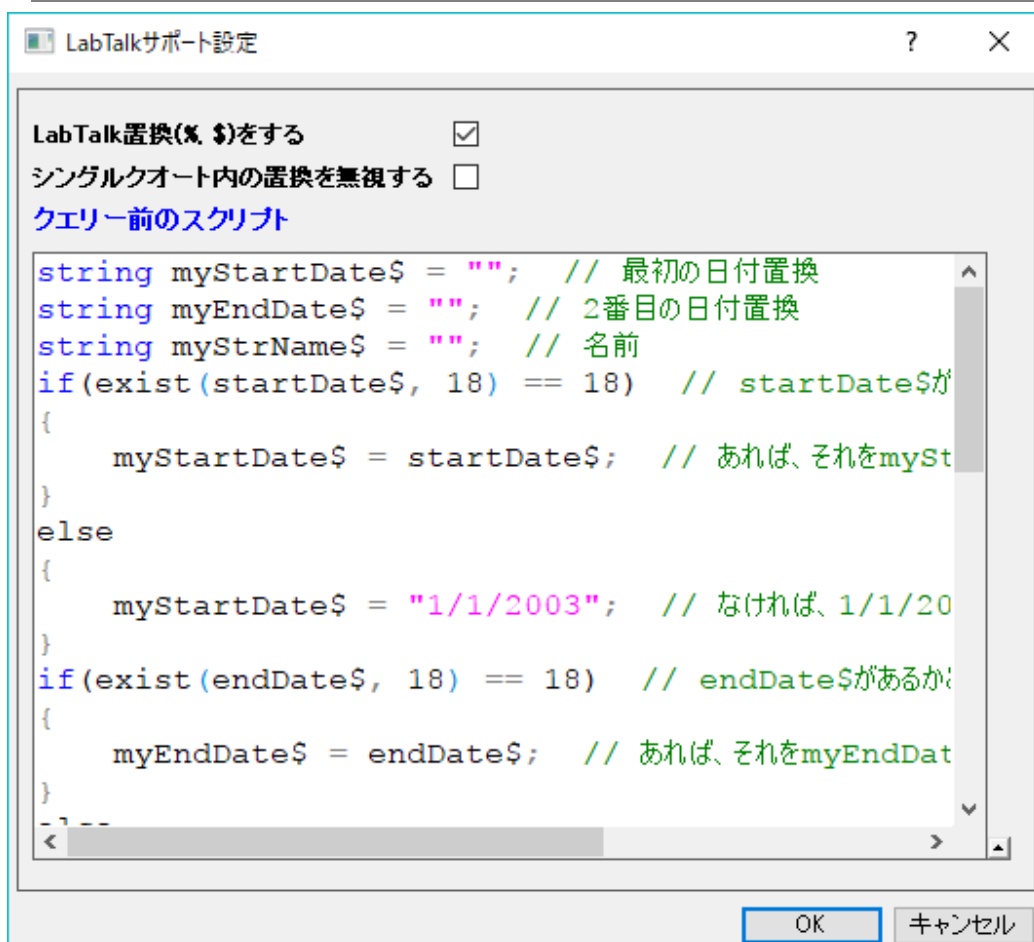 LabTalkサポート設定
LabTalk置換(%, $)をする
シングルクオート内の置換を無視する
クエリー前のスクリプト
string myStartDate$ = "";  // 最初の日付置換
string myEndDate$ = "";  // 2番目の日付置換
string myStrName$ = "";  // 名前
if(exist(startDate$, 18) == 18)  // startDate$が
{
    myStartDate$ = startDate$;  // あれば、それをmySt
}
else
{
    myStartDate$ = "1/1/2003";  // なければ、1/1/20
}
if(exist(endDate$, 18) == 18)  // endDate$があるか
{
    myEndDate$ = endDate$;  // あれば、それをmyEndDat
}
else
OK キャンセル